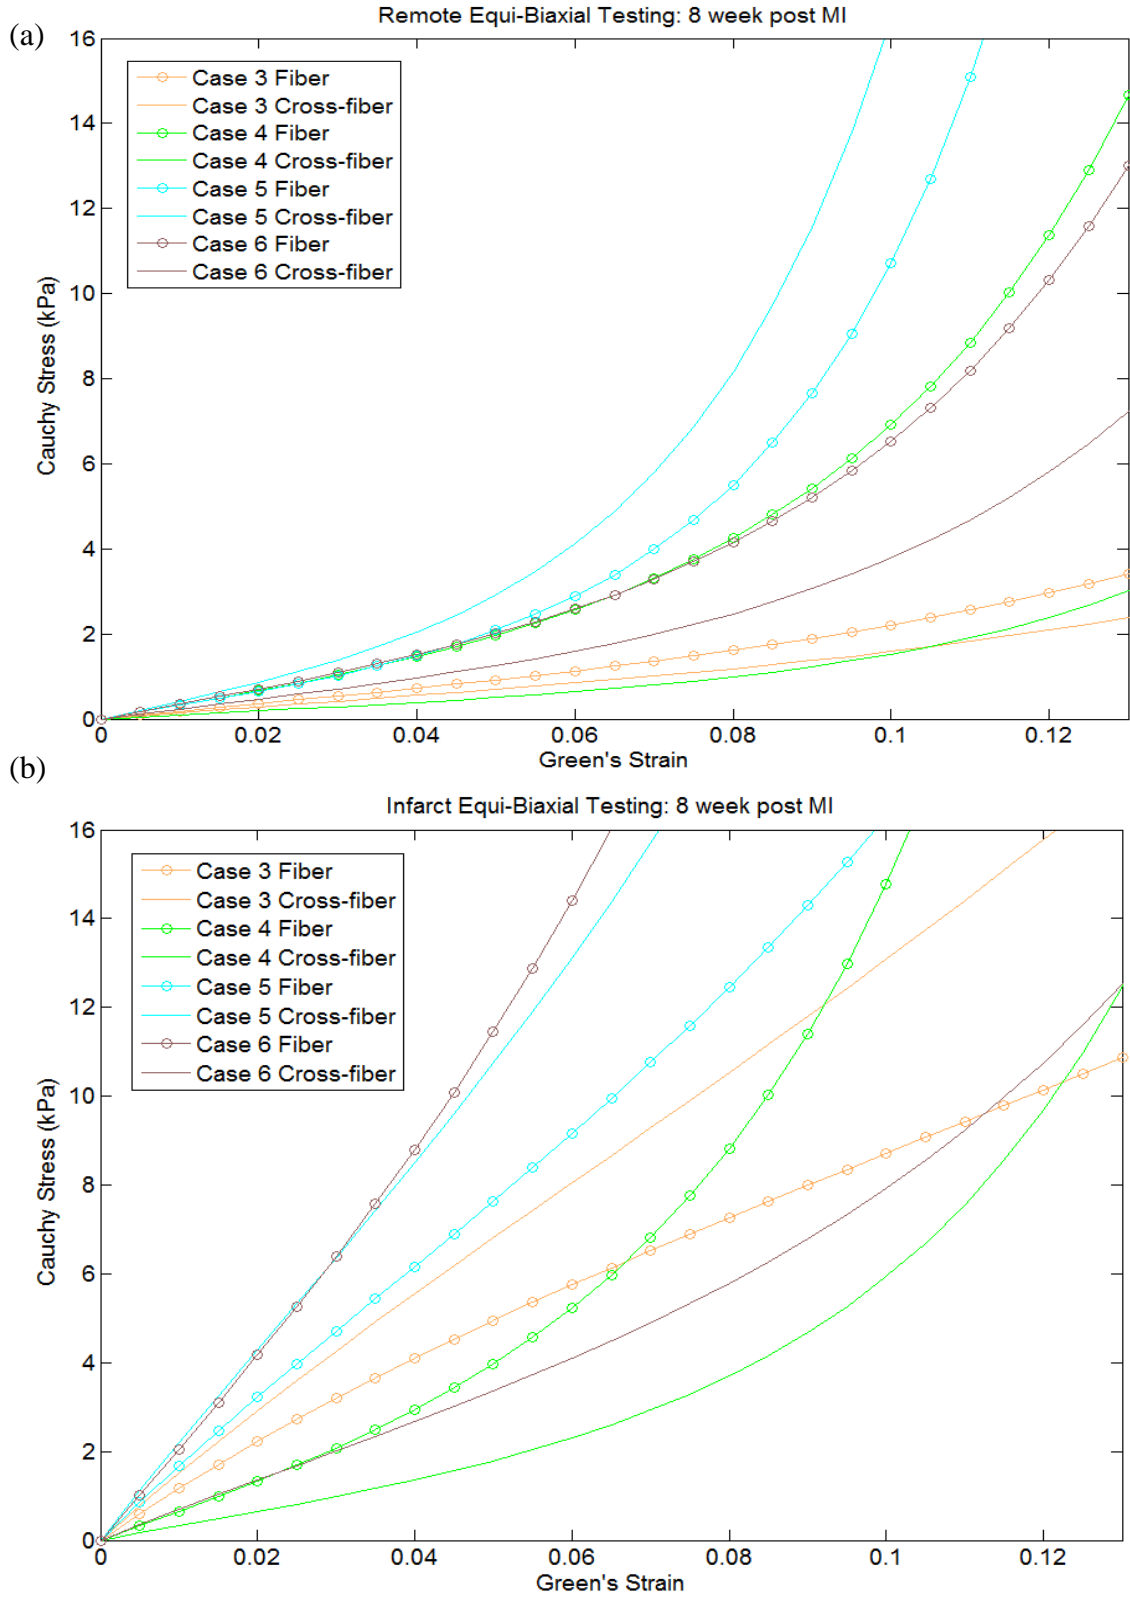 (a)
Remote Equi-Biaxial Testing: 8 week post MI
16
14
12
10
8
6
4
2
0
Cauchy Stress (kPa)
Case 3 Fiber
Case 3 Cross-fiber
Case 4 Fiber
Case 4 Cross-fiber
Case 5 Fiber
Case 5 Cross-fiber
Case 6 Fiber
Case 6 Cross-fiber
0 0.02 0.04 0.06 0.08 0.1 0.12
Green's Strain
(b)
Infarct Equi-Biaxial Testing: 8 week post MI
16
14
12
10
8
6
4
2
0
Cauchy Stress (kPa)
Case 3 Fiber
Case 3 Cross-fiber
Case 4 Fiber
Case 4 Cross-fiber
Case 5 Fiber
Case 5 Cross-fiber
Case 6 Fiber
Case 6 Cross-fiber
0 0.02 0.04 0.06 0.08 0.1 0.12
Green's Strain